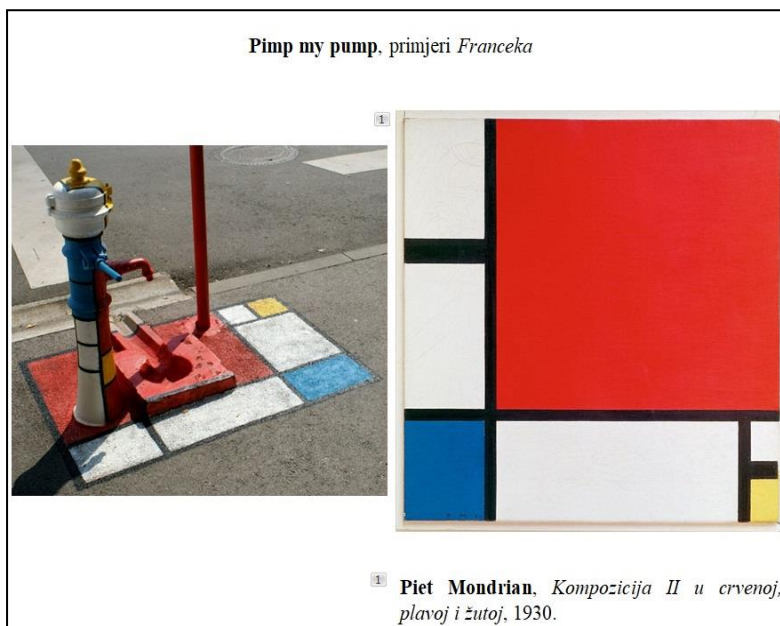 Pimp my pump, primjeri Franceka
1
1
Piet Mondrian, Kompozicija II u crvenoj,
plavoj i žutoj, 1930.